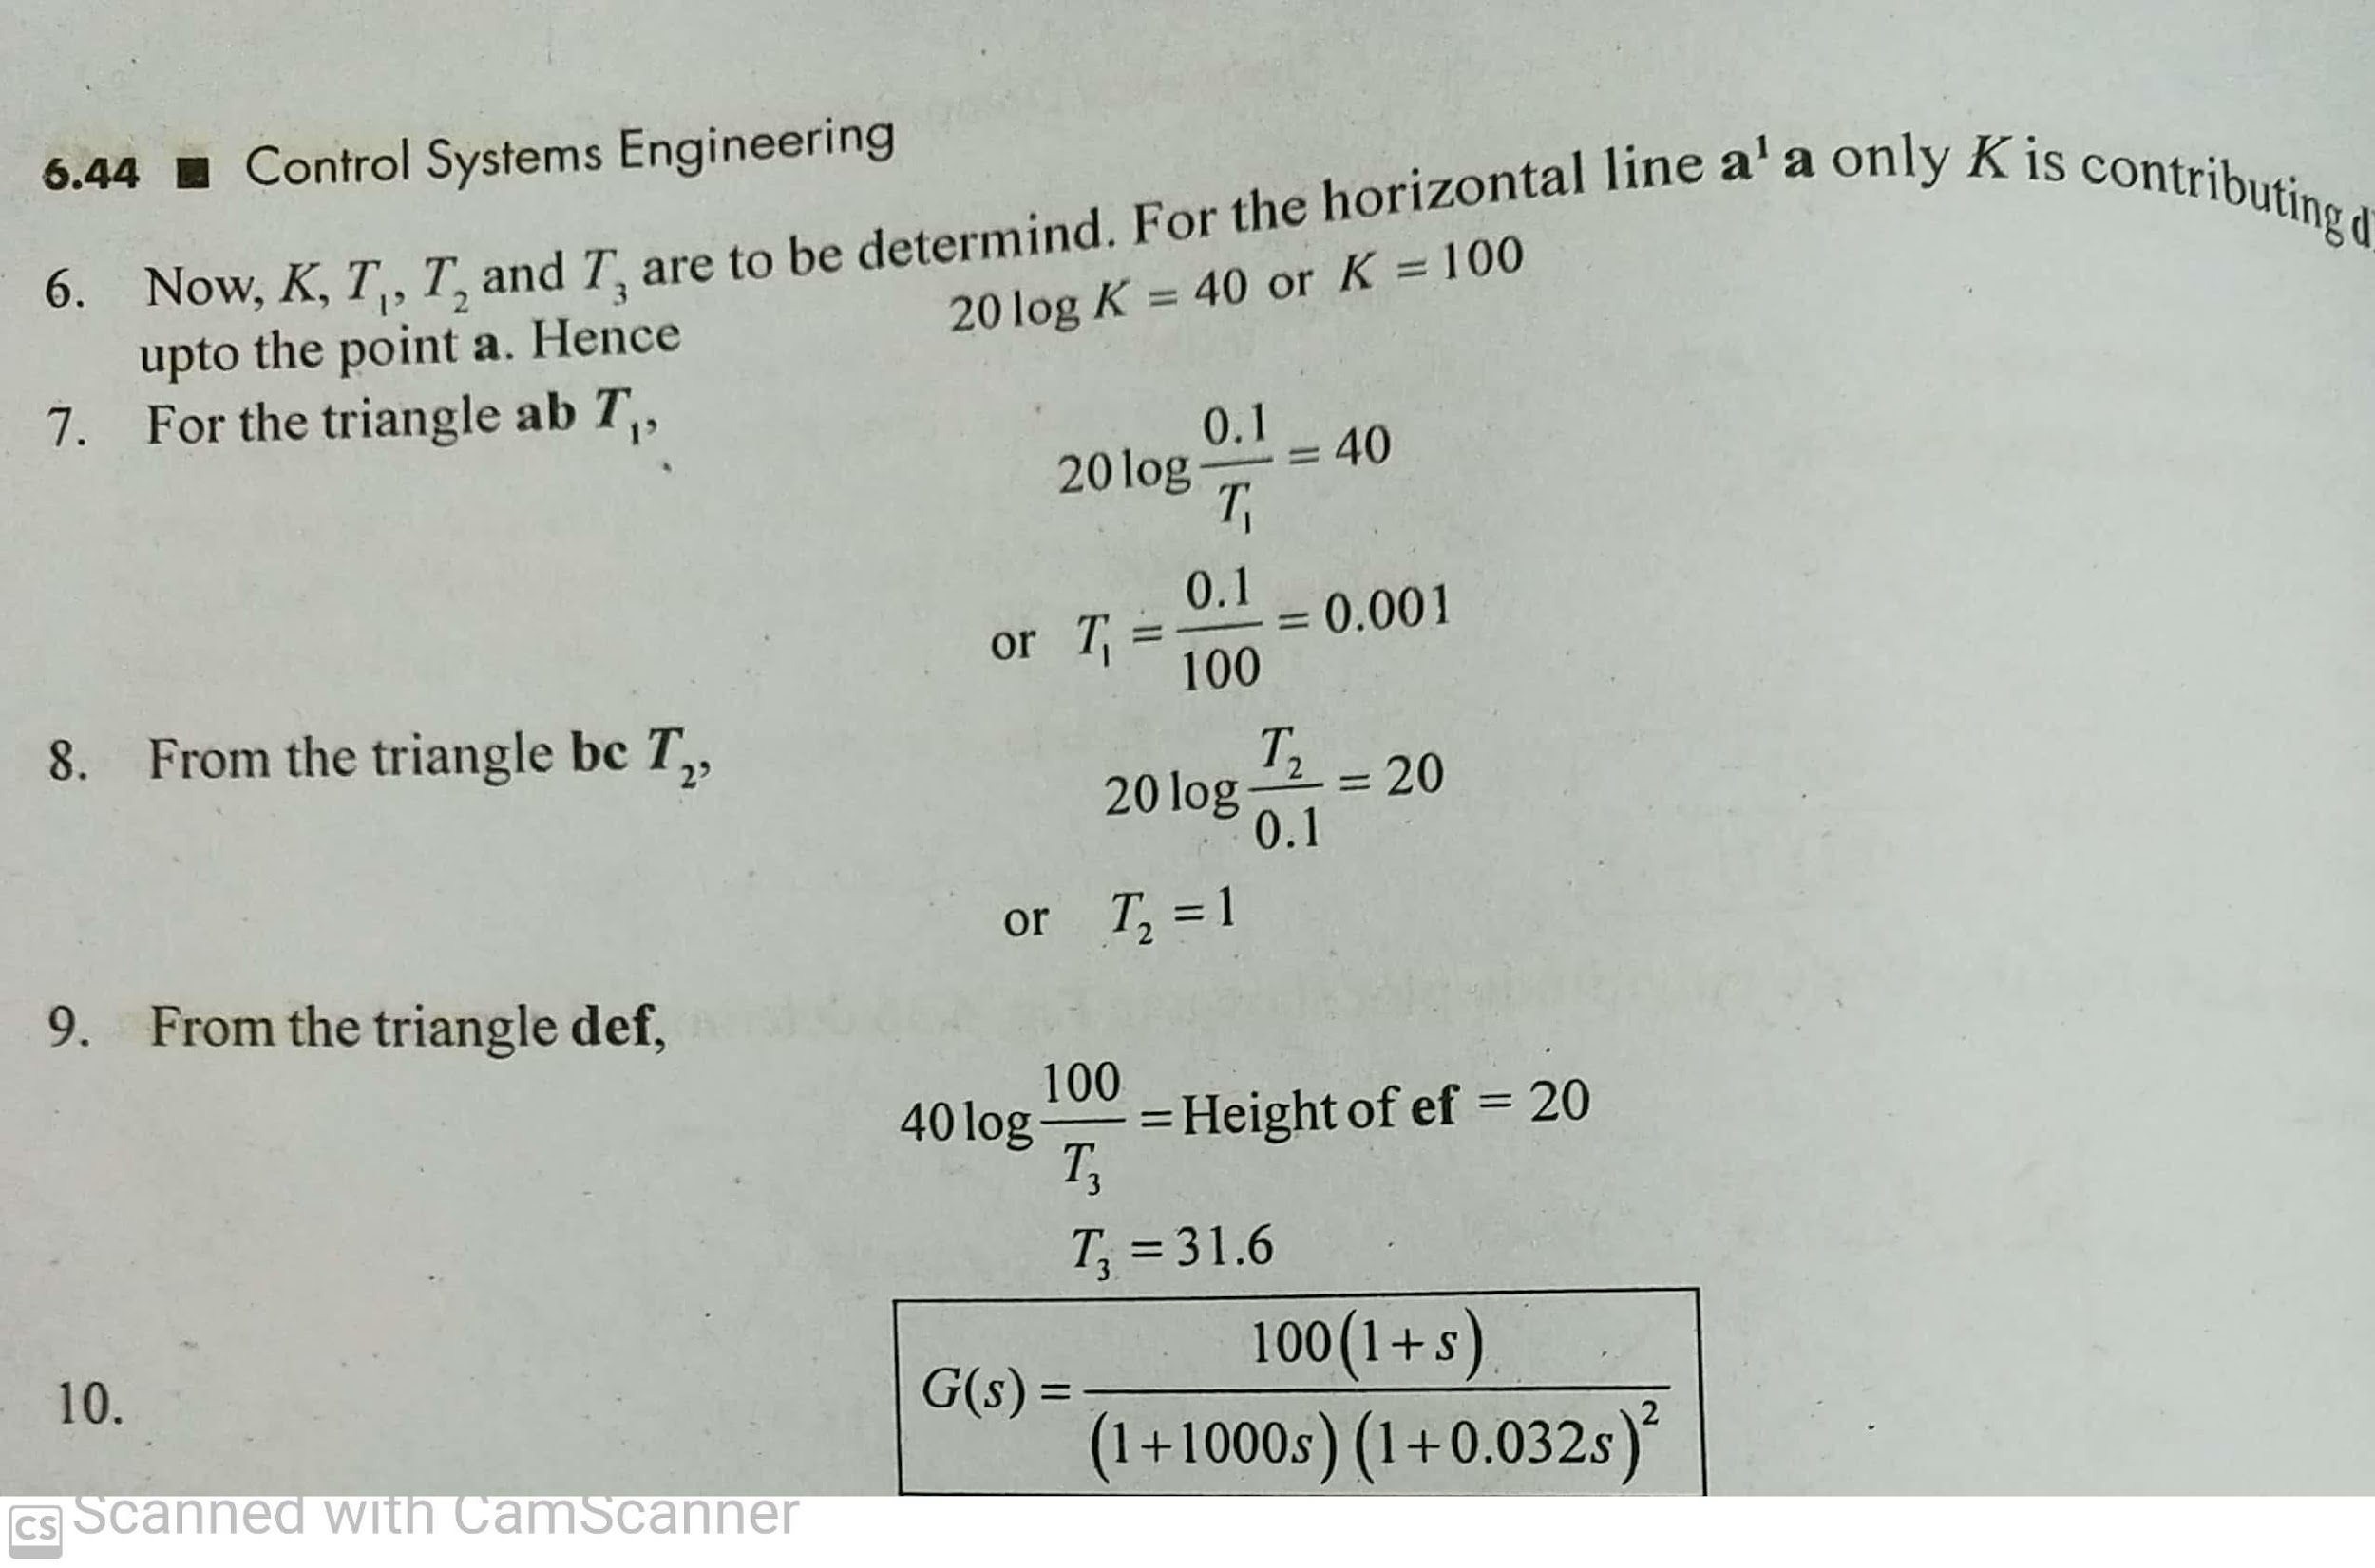 6.44 ■ Control Systems Engineering
6. Now, K, T₁, T₂ and T₃ are to be determind. For the horizontal line a¹ a only K is contributing
upto the point a. Hence 20 log K = 40 or K = 100
7. For the triangle ab T₁,
20 log 0.1/T₁ = 40
or T₁ = 0.1/100 = 0.001
8. From the triangle bc T₂,
20 log T₂/0.1 = 20
or T₂ = 1
9. From the triangle def,
40 log 100/T₃ = Height of ef = 20
T₃ = 31.6
10. G(s) = 100(1+s)/(1+1000s)(1+0.032s)²
CS Scanned with CamScanner